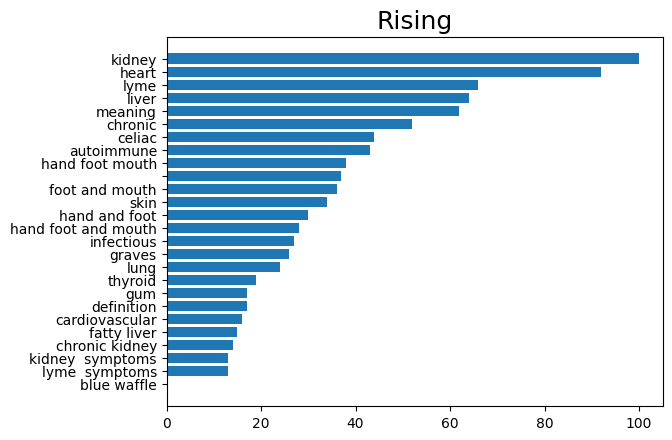 Rising
kidney
heart
lyme
liver
meaning
chronic
celiac
autoimmune
hand foot mouth
foot and mouth
skin
hand and foot
hand foot and mouth
infectious
graves
lung
thyroid
gum
definition
cardiovascular
fatty liver
chronic kidney
kidney  symptoms
lyme  symptoms
blue waffle
0 20 40 60 80 100